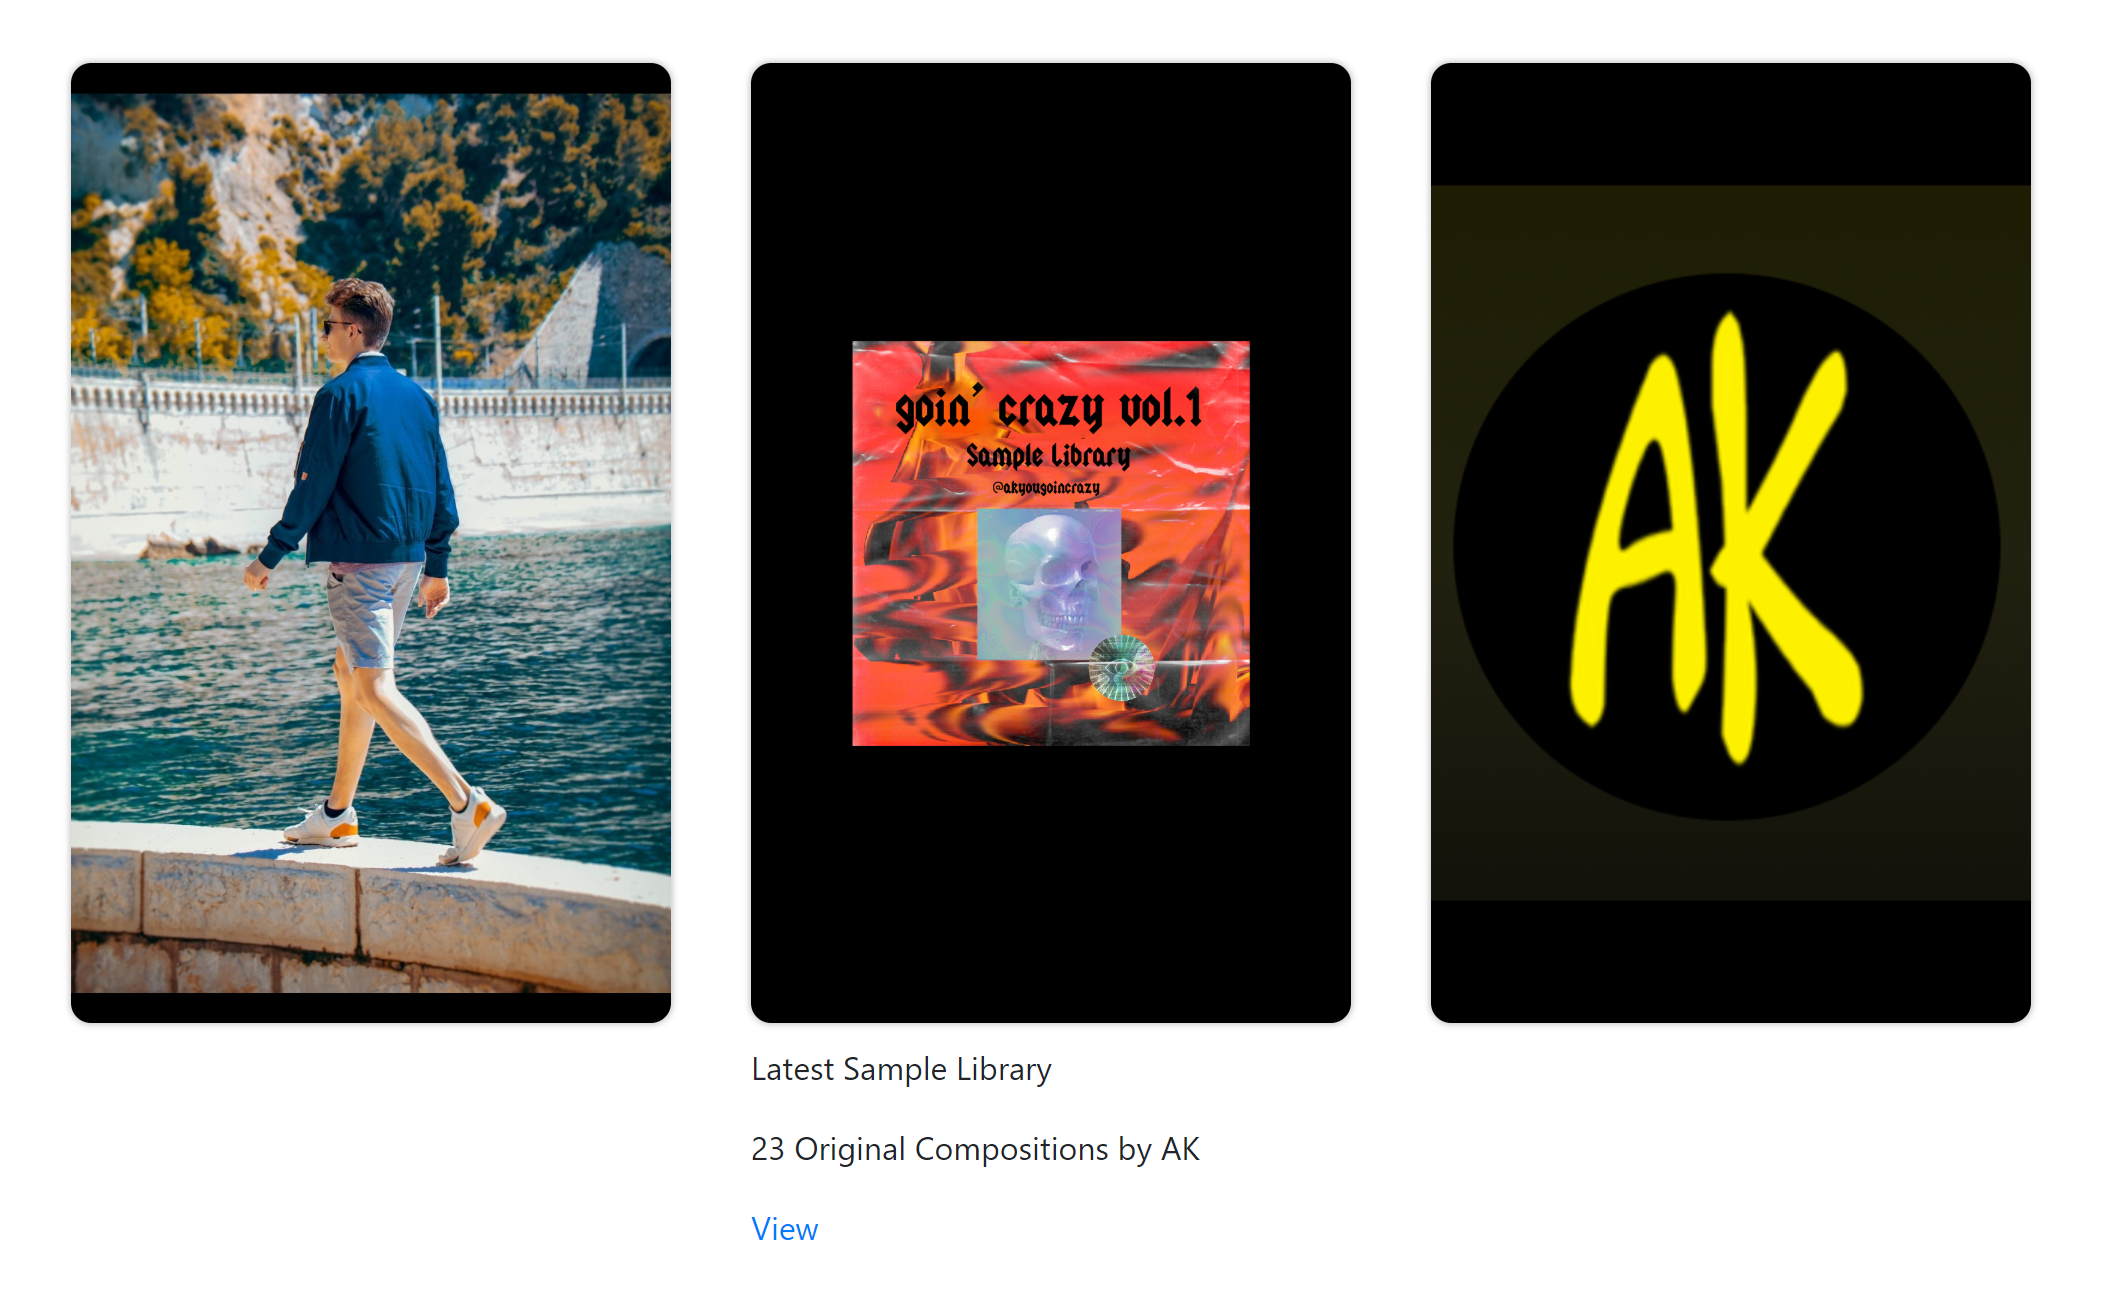 goin' crazy vol.1
Sample Library
@akyougoincrazy
AK
Latest Sample Library
23 Original Compositions by AK
View